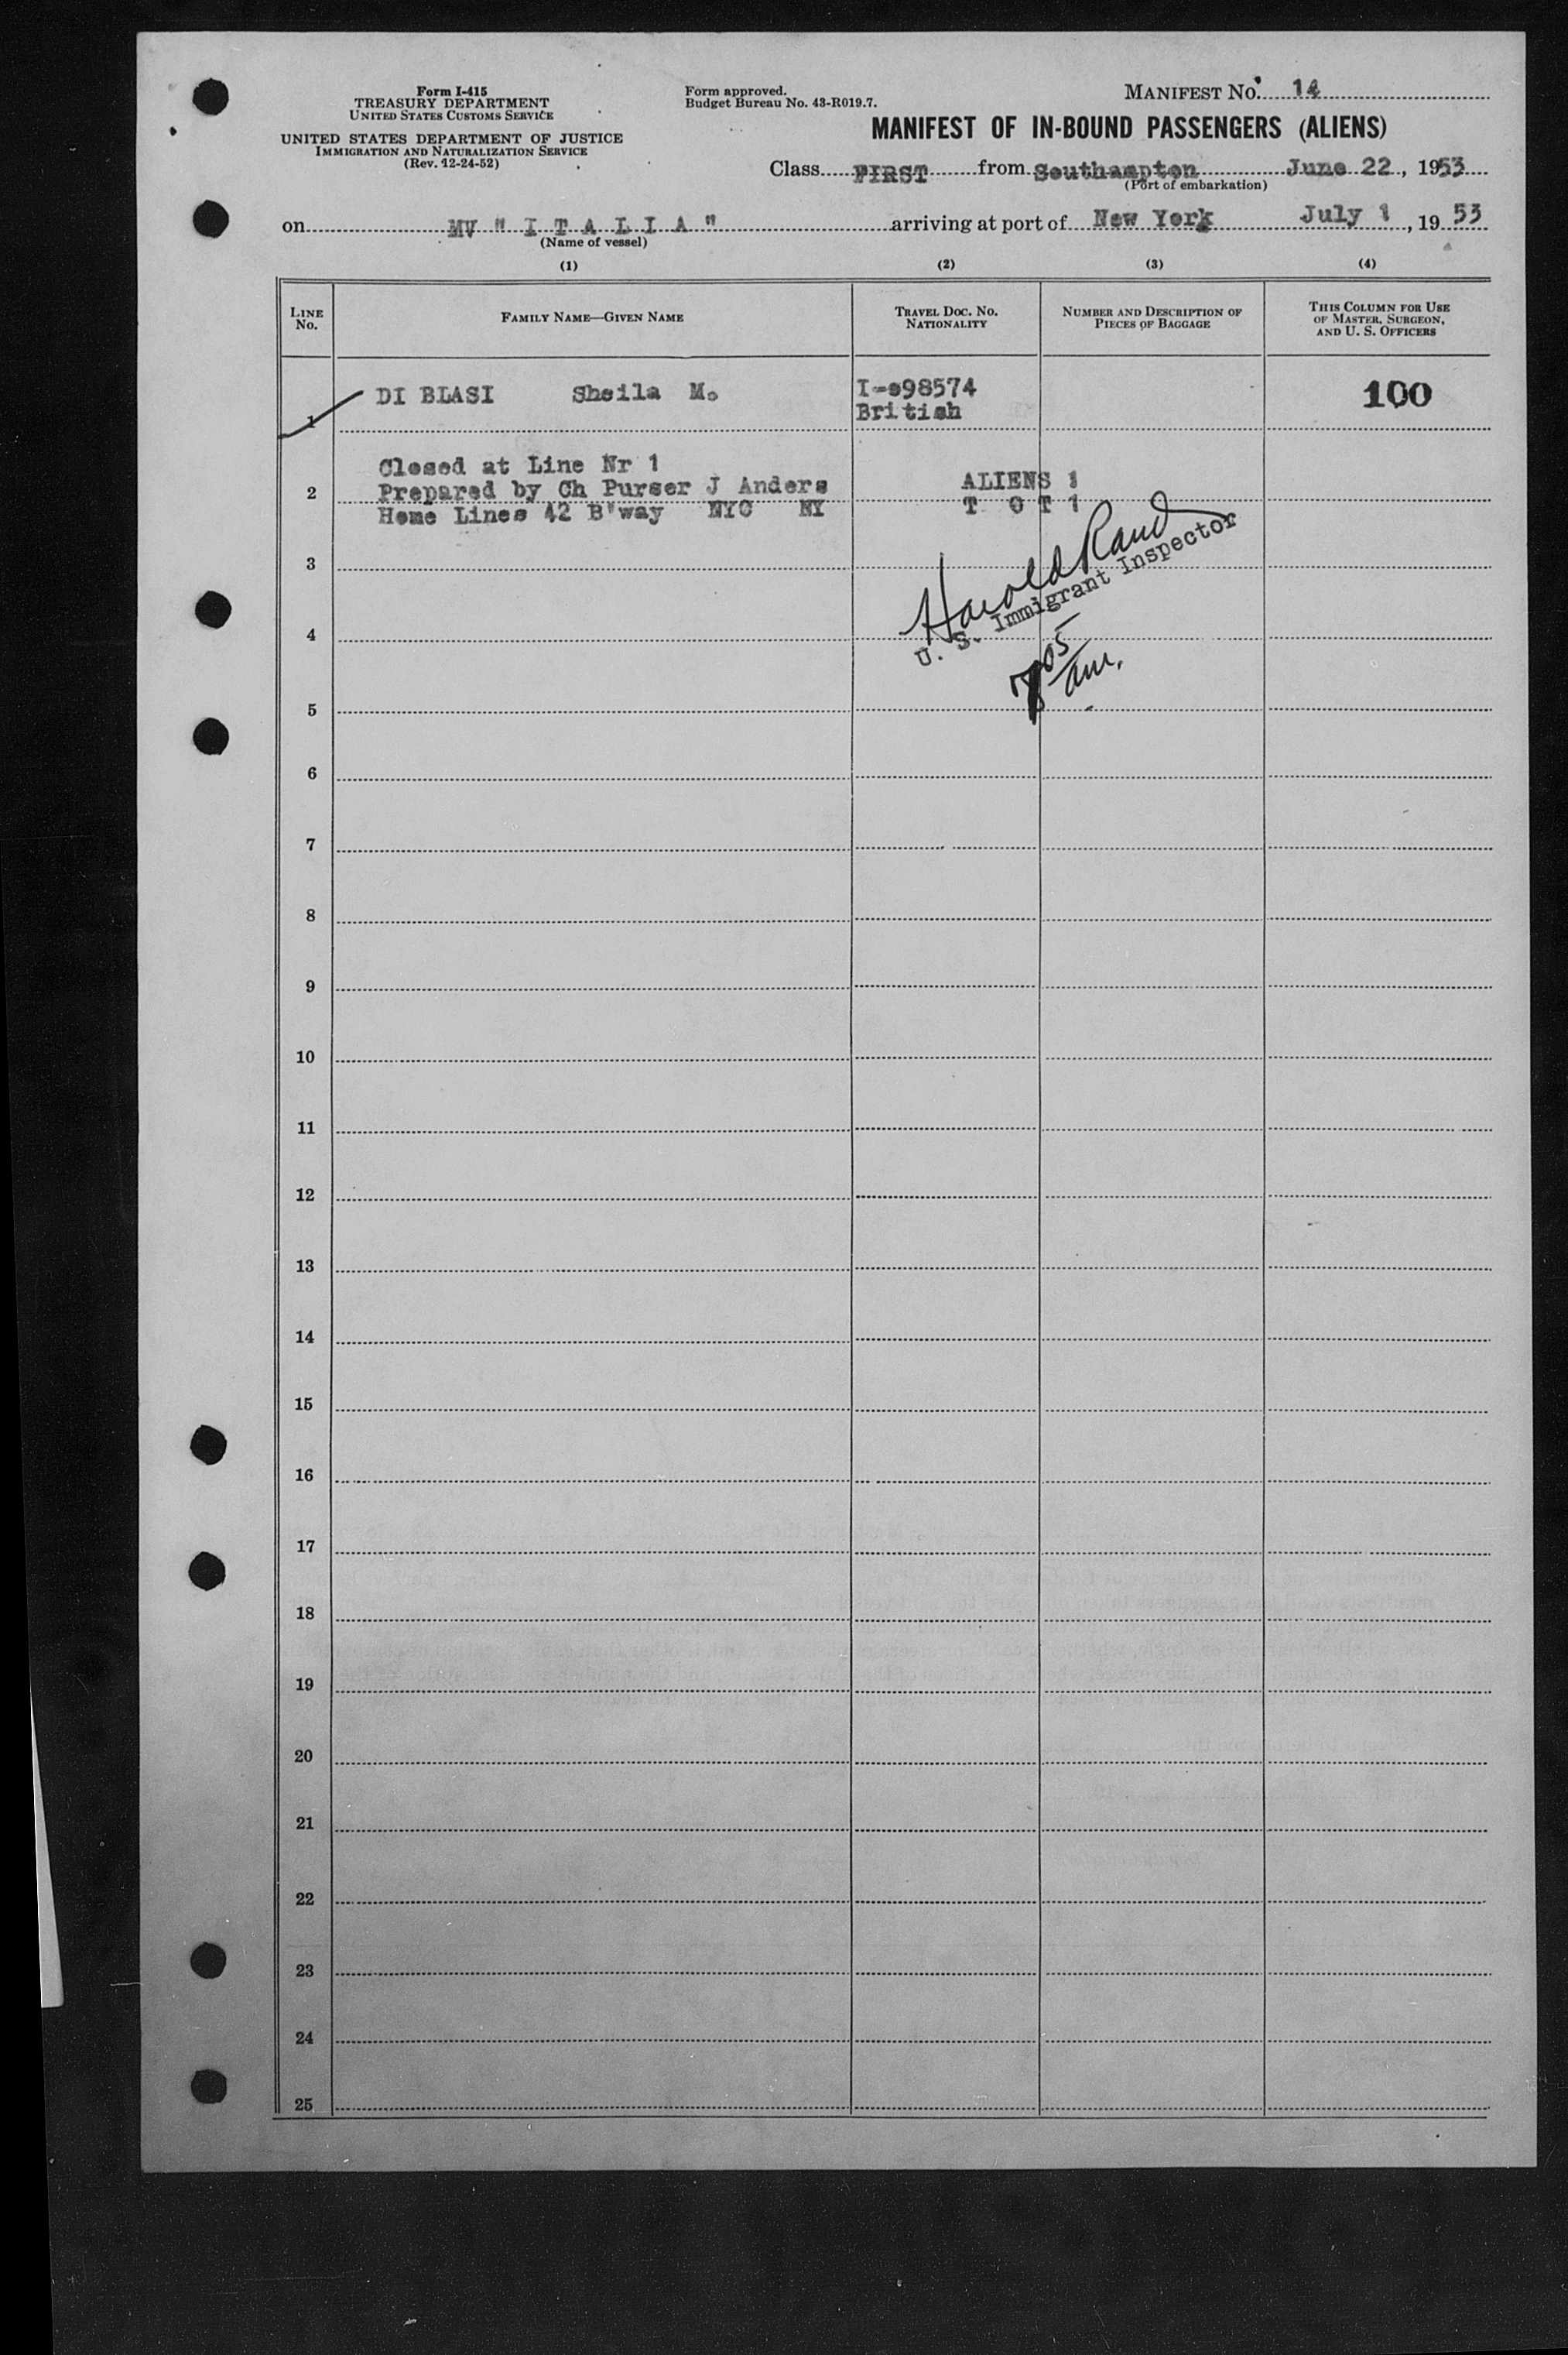 Form I-415
TREASURY DEPARTMENT
UNITED STATES CUSTOMS SERVICE
UNITED STATES DEPARTMENT OF JUSTICE
IMMIGRATION AND NATURALIZATION SERVICE
(Rev. 12-24-52)
Form approved.
Budget Bureau No. 43-R019.7.
MANIFEST NO. 14
MANIFEST OF IN-BOUND PASSENGERS (ALIENS)
Class FIRST from Southampton June 22, 1953
(Port of embarkation)
on MV "I T A L I A" arriving at port of New York July 1, 1953
(Name of vessel)
(1) (2) (3) (4)
LINE NO.
FAMILY NAME—GIVEN NAME
TRAVEL DOC. NO.
NATIONALITY
NUMBER AND DESCRIPTION OF
PIECES OF BAGGAGE
THIS COLUMN FOR USE
OF MASTER, SURGEON,
AND U. S. OFFICERS
1 DI BLASI Sheila M. I-998574 100
British
Closed at Line Nr 1
2 Prepared by Ch Purser J Anders ALIENS 1
Home Lines 42 B'way NYC NY T O T 1
Harold Rand
U. S. Immigrant Inspector
7 05/am.
3
4
5
6
7
8
9
10
11
12
13
14
15
16
17
18
19
20
21
22
23
24
25